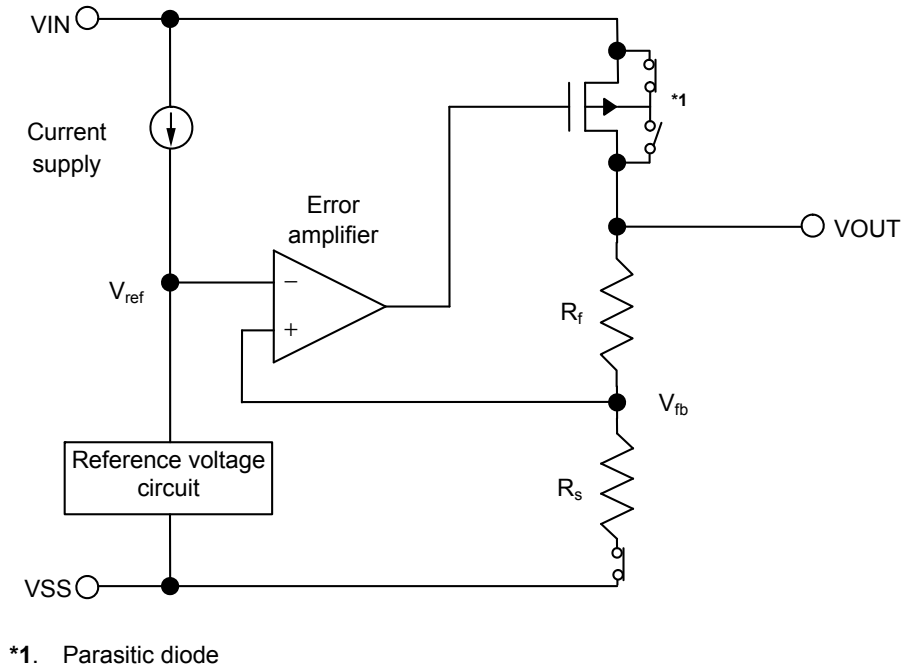 VIN
Current
supply
*1
Error
amplifier
VOUT
Vref
−
+
Rf
Vfb
Reference voltage
circuit
Rs
VSS
*1. Parasitic diode